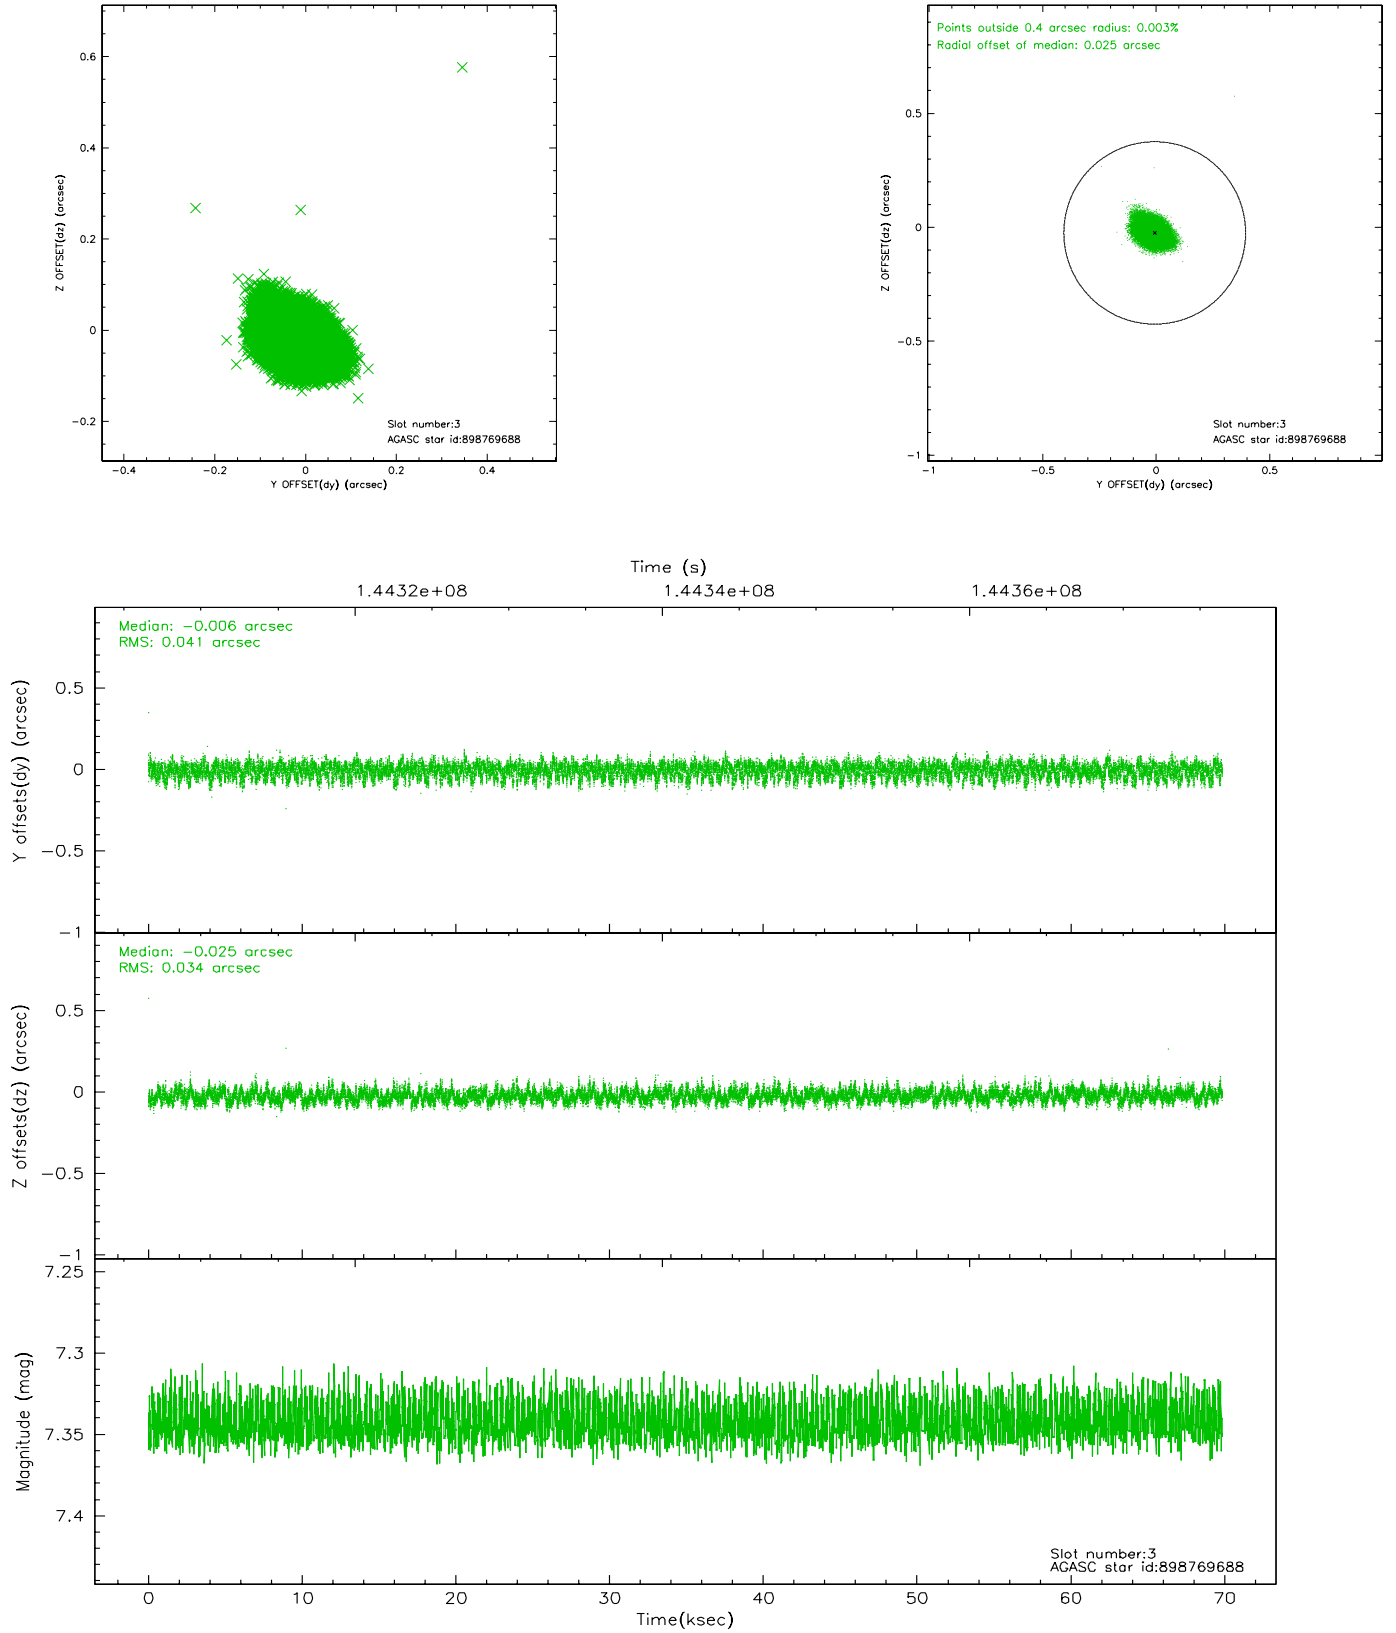 0.6
0.4
0.2
0
-0.2
Z OFFSET(dz) (arcsec)
Slot number:3
AGASC star id:898769688
-0.4
-0.2
0
0.2
0.4
Y OFFSET(dy) (arcsec)
Points outside 0.4 arcsec radius: 0.003%
Radial offset of median: 0.025 arcsec
0.5
0
-0.5
-1
Z OFFSET(dz) (arcsec)
Slot number:3
AGASC star id:898769688
-1
-0.5
0
0.5
Y OFFSET(dy) (arcsec)
Time (s)
1.4432e+08
1.4434e+08
1.4436e+08
Median: -0.006 arcsec
RMS: 0.041 arcsec
0.5
0
-0.5
-1
Y offsets(dy) (arcsec)
Median: -0.025 arcsec
RMS: 0.034 arcsec
0.5
0
-0.5
-1
Z offsets(dz) (arcsec)
7.25
7.3
7.35
7.4
Magnitude (mag)
Slot number:3
AGASC star id:898769688
0
10
20
30
40
50
60
70
Time(ksec)